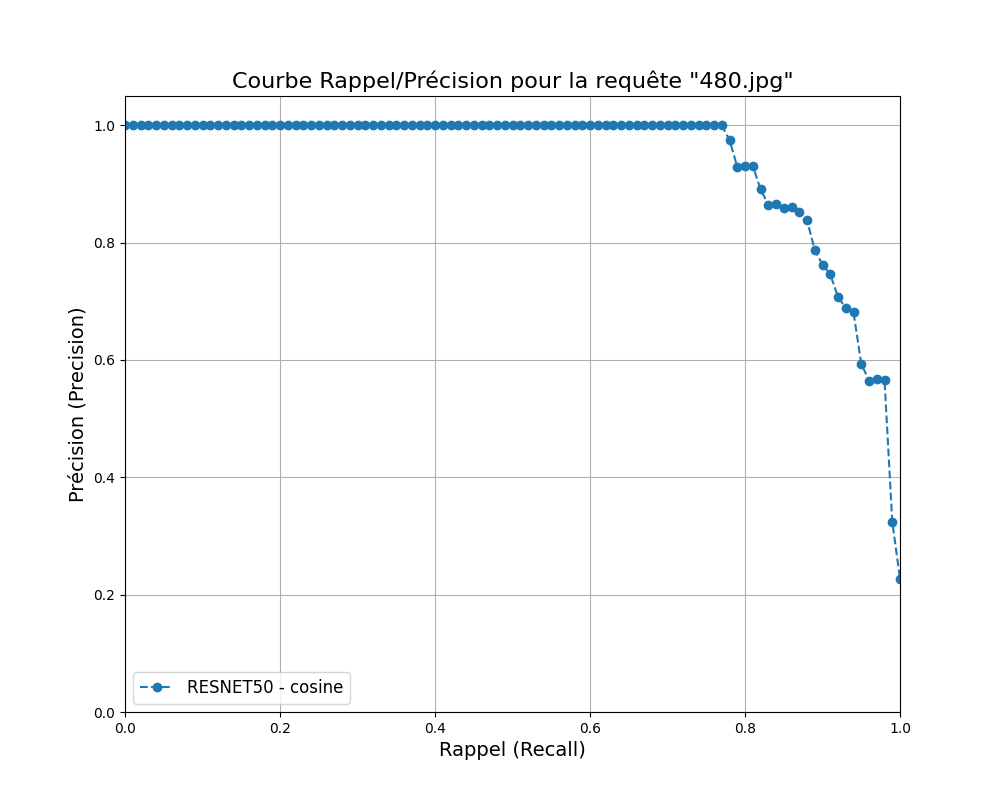 Courbe Rappel/Précision pour la requête "480.jpg"
Précision (Precision)
1.0
0.8
0.6
0.4
0.2
0.0
RESNET50 - cosine
0.0 0.2 0.4 0.6 0.8 1.0
Rappel (Recall)